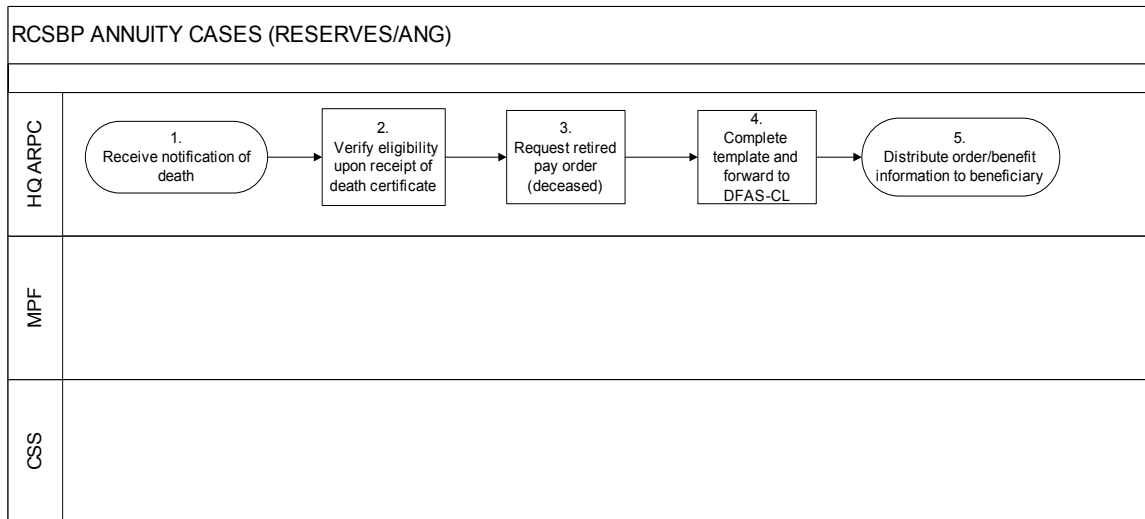 RCSBP ANNUITY CASES (RESERVES/ANG)
HQ ARPC
1.
Receive notification of
death
2.
Verify eligibility
upon receipt of
death certificate
3.
Request retired
pay order
(deceased)
4.
Complete
template and
forward to
DFAS-CL
5.
Distribute order/benefit
information to beneficiary
MPF
CSS